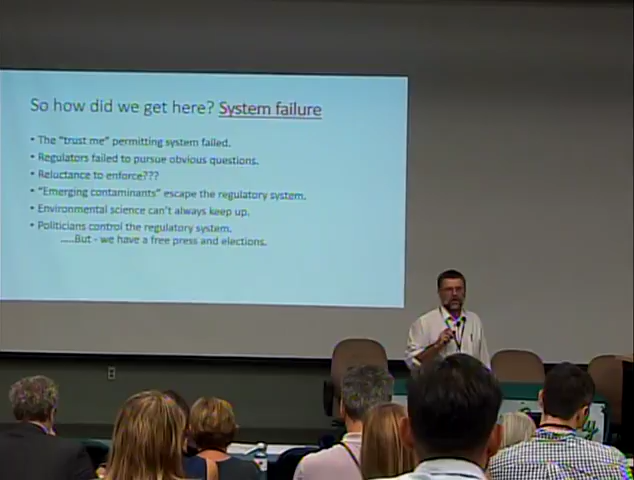 So how did we get here? System failure
• The "trust me" permitting system failed.
• Regulators failed to pursue obvious questions.
• Reluctance to enforce???
• "Emerging contaminants" escape the regulatory system.
• Environmental science can't always keep up.
• Politicians control the regulatory system.
.....But - we have a free press and elections.